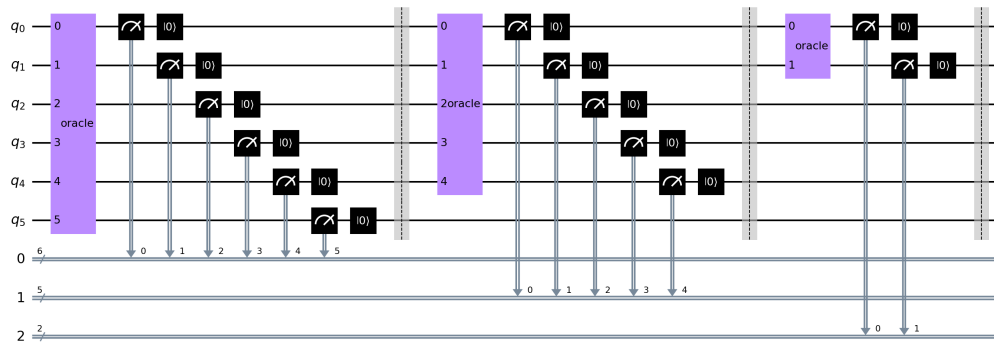 q0 0 |0⟩ 0 |0⟩ 0 |0⟩
oracle
q1 1 |0⟩ 1 |0⟩ 1 |0⟩
q2 2 |0⟩ 2oracle |0⟩
oracle
q3 3 |0⟩ 3 |0⟩
q4 4 |0⟩ 4 |0⟩
q5 5 |0⟩
0 6 0 1 2 3 4 5
1 5 0 1 2 3 4
2 2 0 1